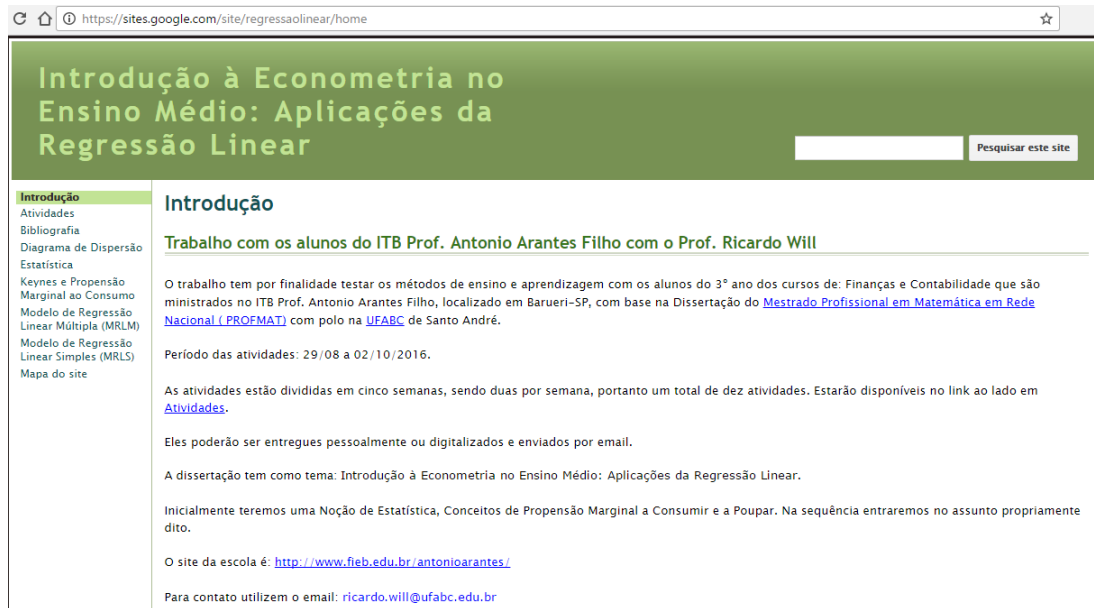 https://sites.google.com/site/regressaolinear/home
Introdução à Econometria no
Ensino Médio: Aplicações da
Regressão Linear
Pesquisar este site
Introdução
Atividades
Bibliografia
Diagrama de Dispersão
Estatística
Keynes e Propensão
Marginal ao Consumo
Modelo de Regressão
Linear Múltipla (MRLM)
Modelo de Regressão
Linear Simples (MRLS)
Mapa do site
Introdução
Trabalho com os alunos do ITB Prof. Antonio Arantes Filho com o Prof. Ricardo Will
O trabalho tem por finalidade testar os métodos de ensino e aprendizagem com os alunos do 3° ano dos cursos de: Finanças e Contabilidade que são
ministrados no ITB Prof. Antonio Arantes Filho, localizado em Barueri-SP, com base na Dissertação do Mestrado Profissional em Matemática em Rede
Nacional ( PROFMAT) com polo na UFABC de Santo André.
Período das atividades: 29/08 a 02/10/2016.
As atividades estão divididas em cinco semanas, sendo duas por semana, portanto um total de dez atividades. Estarão disponíveis no link ao lado em
Atividades.
Eles poderão ser entregues pessoalmente ou digitalizados e enviados por email.
A dissertação tem como tema: Introdução à Econometria no Ensino Médio: Aplicações da Regressão Linear.
Inicialmente teremos uma Noção de Estatística, Conceitos de Propensão Marginal a Consumir e a Poupar. Na sequência entraremos no assunto propriamente
dito.
O site da escola é: http://www.fieb.edu.br/antonioarantes/
Para contato utilizem o email: ricardo.will@ufabc.edu.br